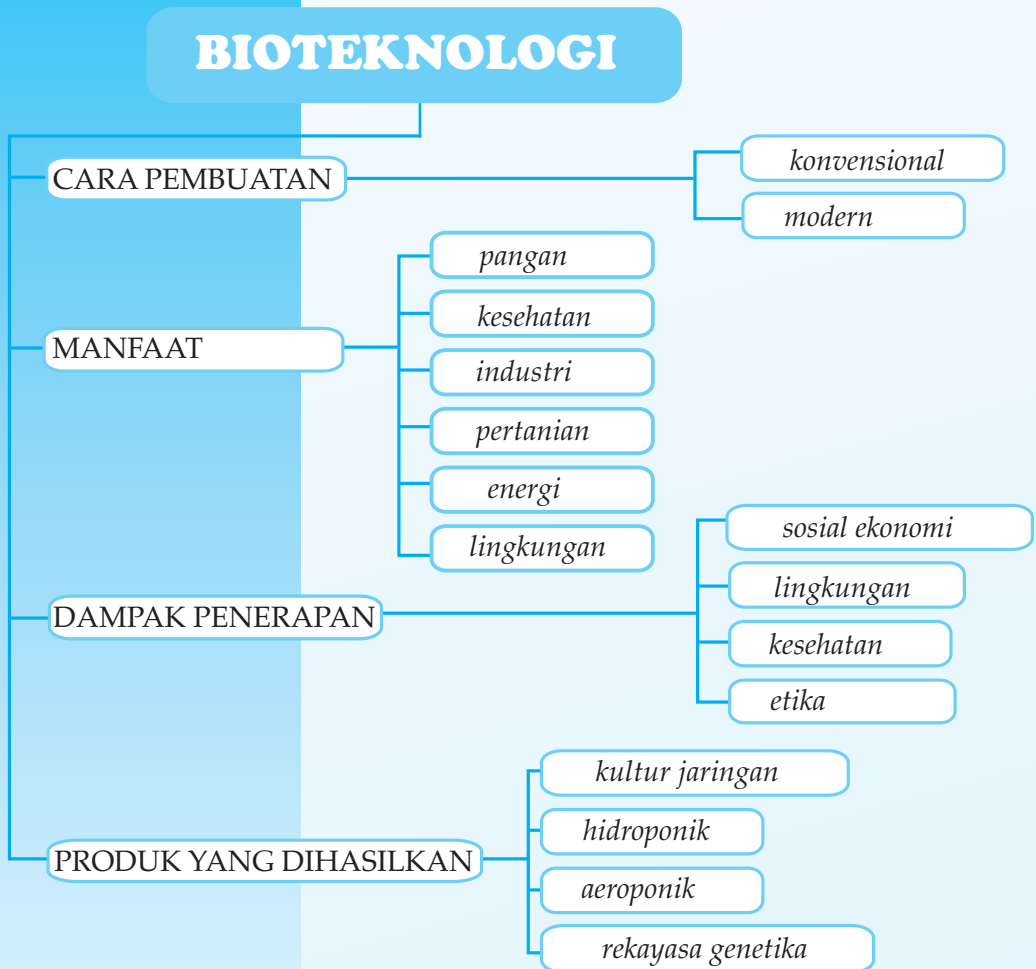 BIOTEKNOLOGI
CARA PEMBUATAN
konvensional
modern
MANFAAT
pangan
kesehatan
industri
pertanian
energi
lingkungan
DAMPAK PENERAPAN
sosial ekonomi
lingkungan
kesehatan
etika
PRODUK YANG DIHASILKAN
kultur jaringan
hidroponik
aeroponik
rekayasa genetika